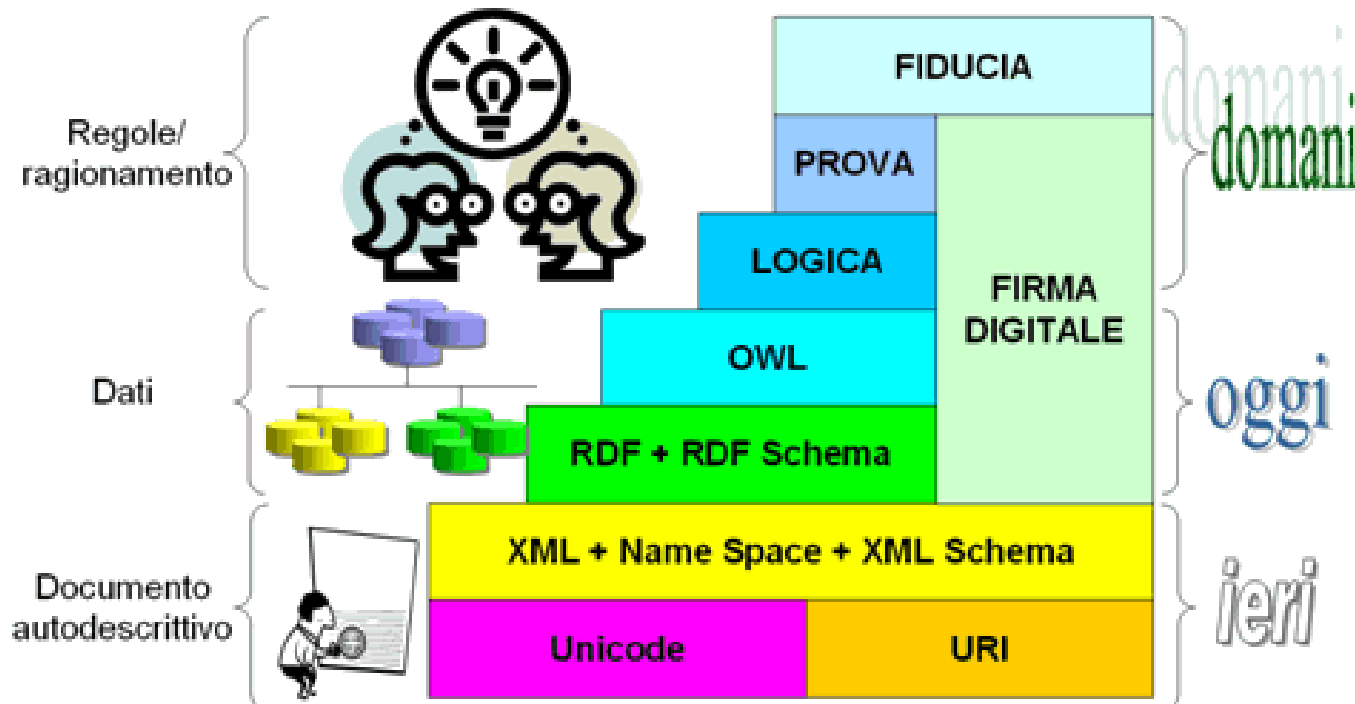 FIDUCIA
domani
domani
Regole/
ragionamento
PROVA
LOGICA
FIRMA
DIGITALE
OWL
Dati
oggi
RDF + RDF Schema
XML + Name Space + XML Schema
Documento
autodescrittivo
ieri
Unicode
URI